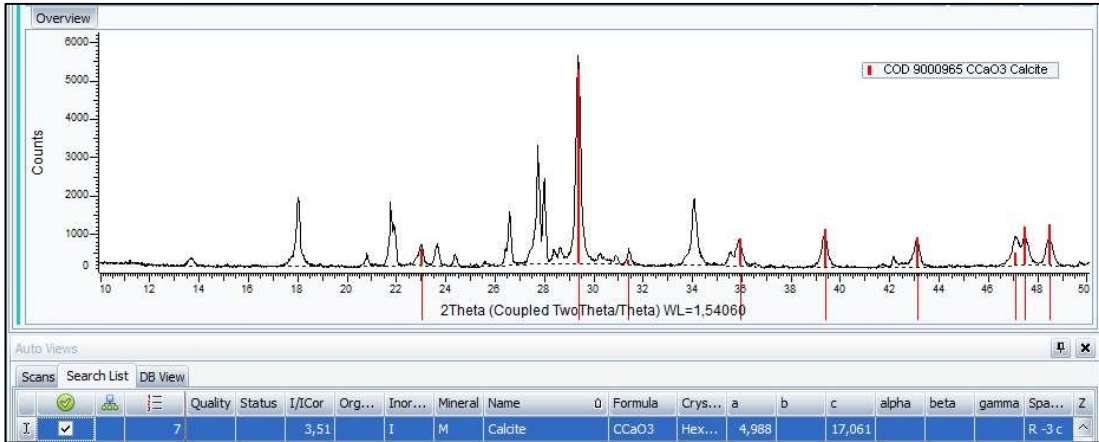 Overview
6000
5000
4000
3000
2000
1000
0
Counts
COD 9000965 CCaO3 Calcite
10 12 14 16 18 20 22 24 26 28 30 32 34 36 38 40 42 44 46 48 50
2Theta (Coupled TwoTheta/Theta) WL=1,54060
Auto Views
Scans Search List DB View
Quality Status I/ICor Org... Inor... Mineral Name Formula Crys... a b c alpha beta gamma Spa... Z
7 3,51 I M Calcite CCaO3 Hex... 4,988 17,061 R -3 c